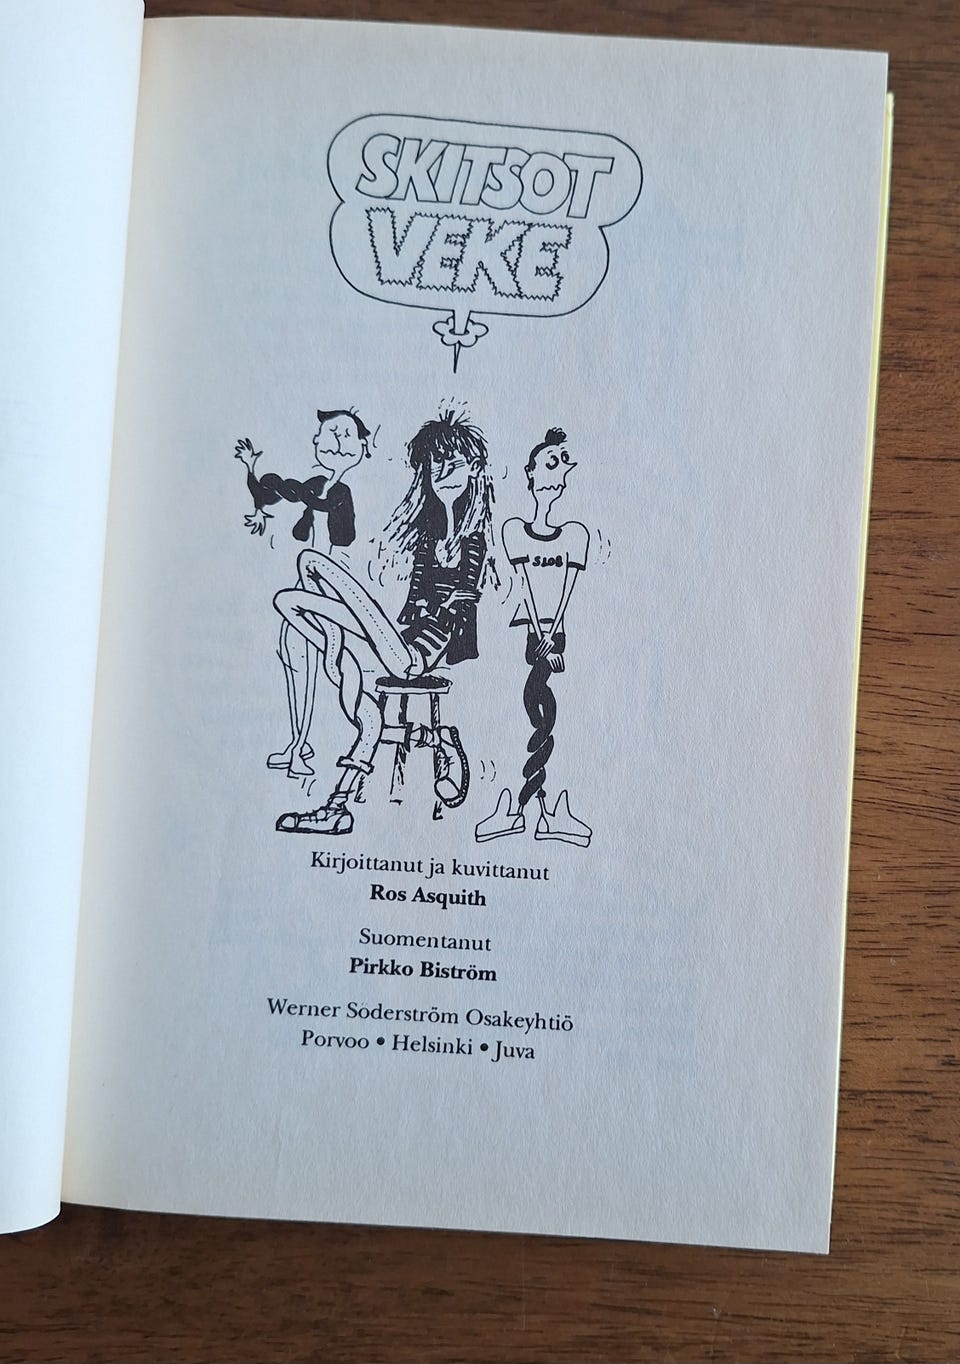 SKITSOT
VEKE
SLOB
Kirjoittanut ja kuvittanut
Ros Asquith
Suomentanut
Pirkko Biström
Werner Söderström Osakeyhtiö
Porvoo • Helsinki • Juva